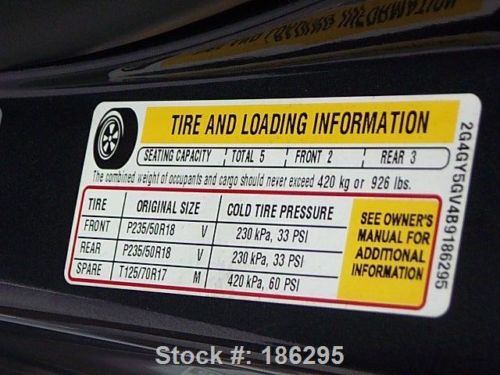 TIRE AND LOADING INFORMATION
SEATING CAPACITY TOTAL 5 FRONT 2 REAR 3
The combined weight of occupants and cargo should never exceed 420 kg or 926 lbs.
TIRE ORIGINAL SIZE COLD TIRE PRESSURE
FRONT P235/50R18 V 230 kPa, 33 PSI
REAR P235/50R18 V 230 kPa, 33 PSI
SPARE T125/70R17 M 420 kPa, 60 PSI
SEE OWNER'S
MANUAL FOR
ADDITIONAL
INFORMATION
2G4GY5GV4B9186295
Stock #: 186295